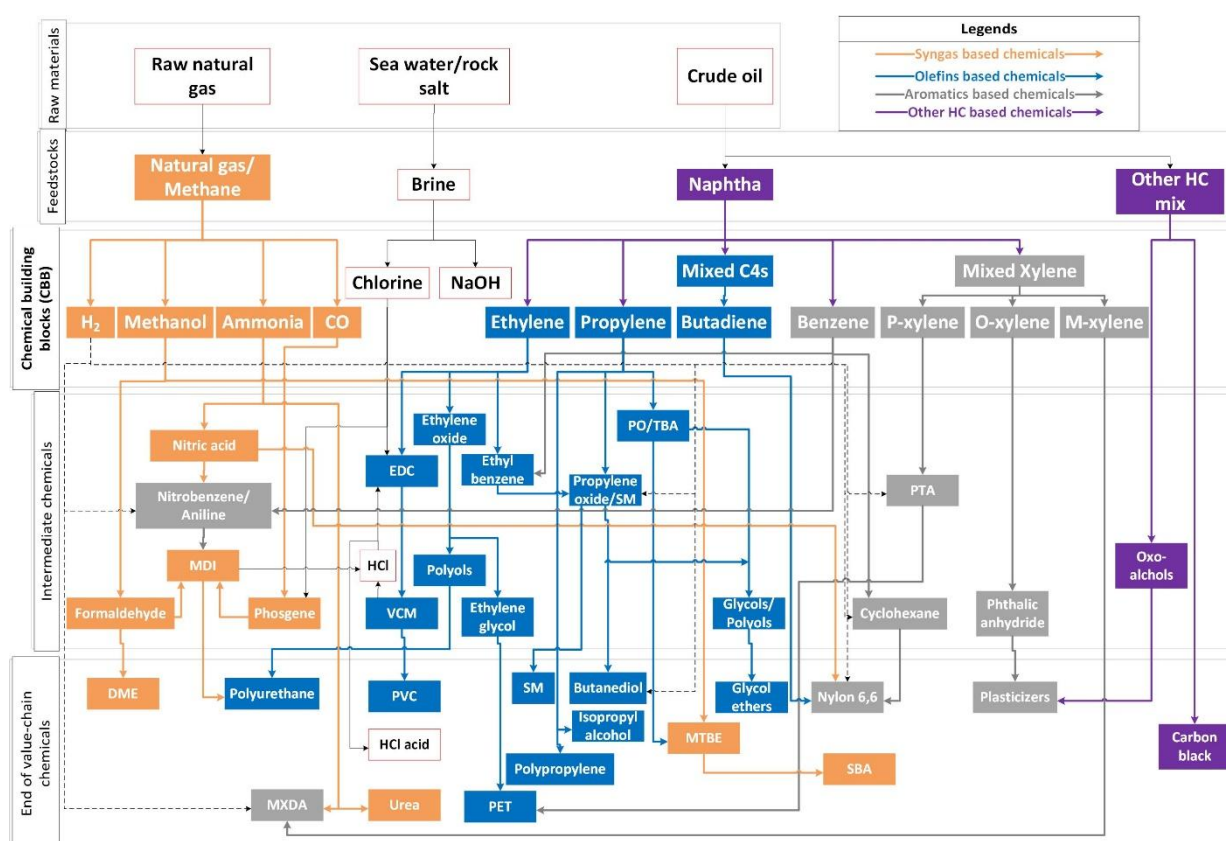 Raw materials
Raw natural
gas
Sea water/rock
salt
Crude oil
Legends
Syngas based chemicals
Olefins based chemicals
Aromatics based chemicals
Other HC based chemicals
Feedstocks
Natural gas/
Methane
Brine
Naphtha
Other HC
mix
Chemical building
blocks (CBB)
Chlorine
NaOH
Mixed C4s
Mixed Xylene
H₂
Methanol
Ammonia
CO
Ethylene
Propylene
Butadiene
Benzene
P-xylene
O-xylene
M-xylene
Intermediate chemicals
Nitric acid
Ethylene
oxide
PO/TBA
EDC
Ethyl
benzene
Propylene
oxide/SM
PTA
Nitrobenzene/
Aniline
MDI
HCl
Polyols
Oxo-
alchols
Formaldehyde
Phosgene
VCM
Ethylene
glycol
Glycols/
Polyols
Cyclohexane
Phthalic
anhydride
End of value-chain
chemicals
DME
Polyurethane
PVC
SM
Butanediol
Glycol
ethers
Nylon 6,6
Plasticizers
HCl acid
Isopropyl
alcohol
MTBE
Carbon
black
Polypropylene
SBA
MXDA
Urea
PET